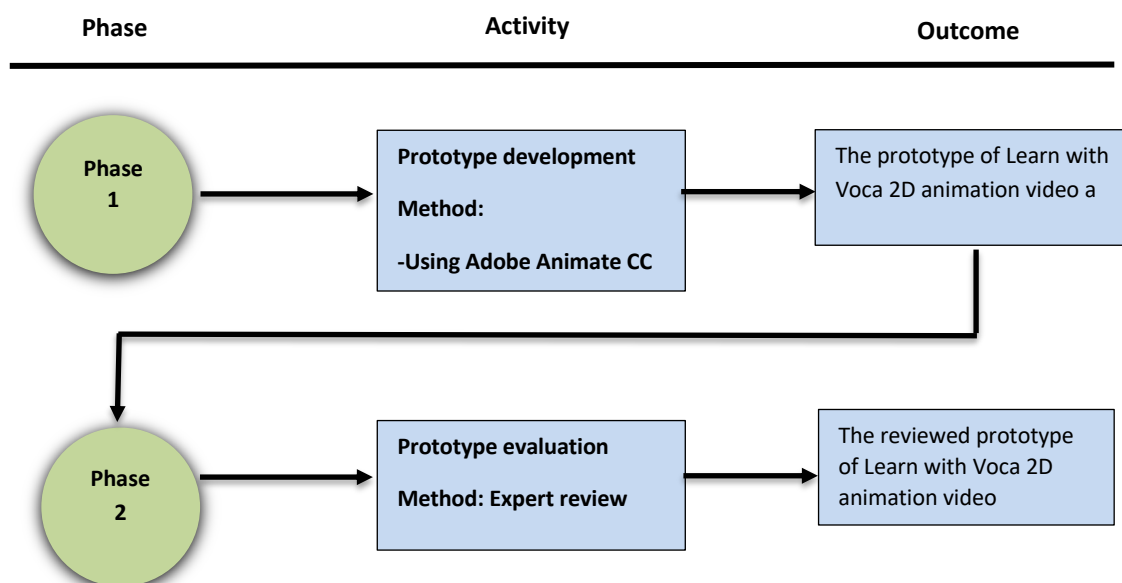 Phase
Activity
Outcome
Phase
1
Prototype development
Method:
-Using Adobe Animate CC
The prototype of Learn with
Voca 2D animation video a
Phase
2
Prototype evaluation
Method: Expert review
The reviewed prototype
of Learn with Voca 2D
animation video